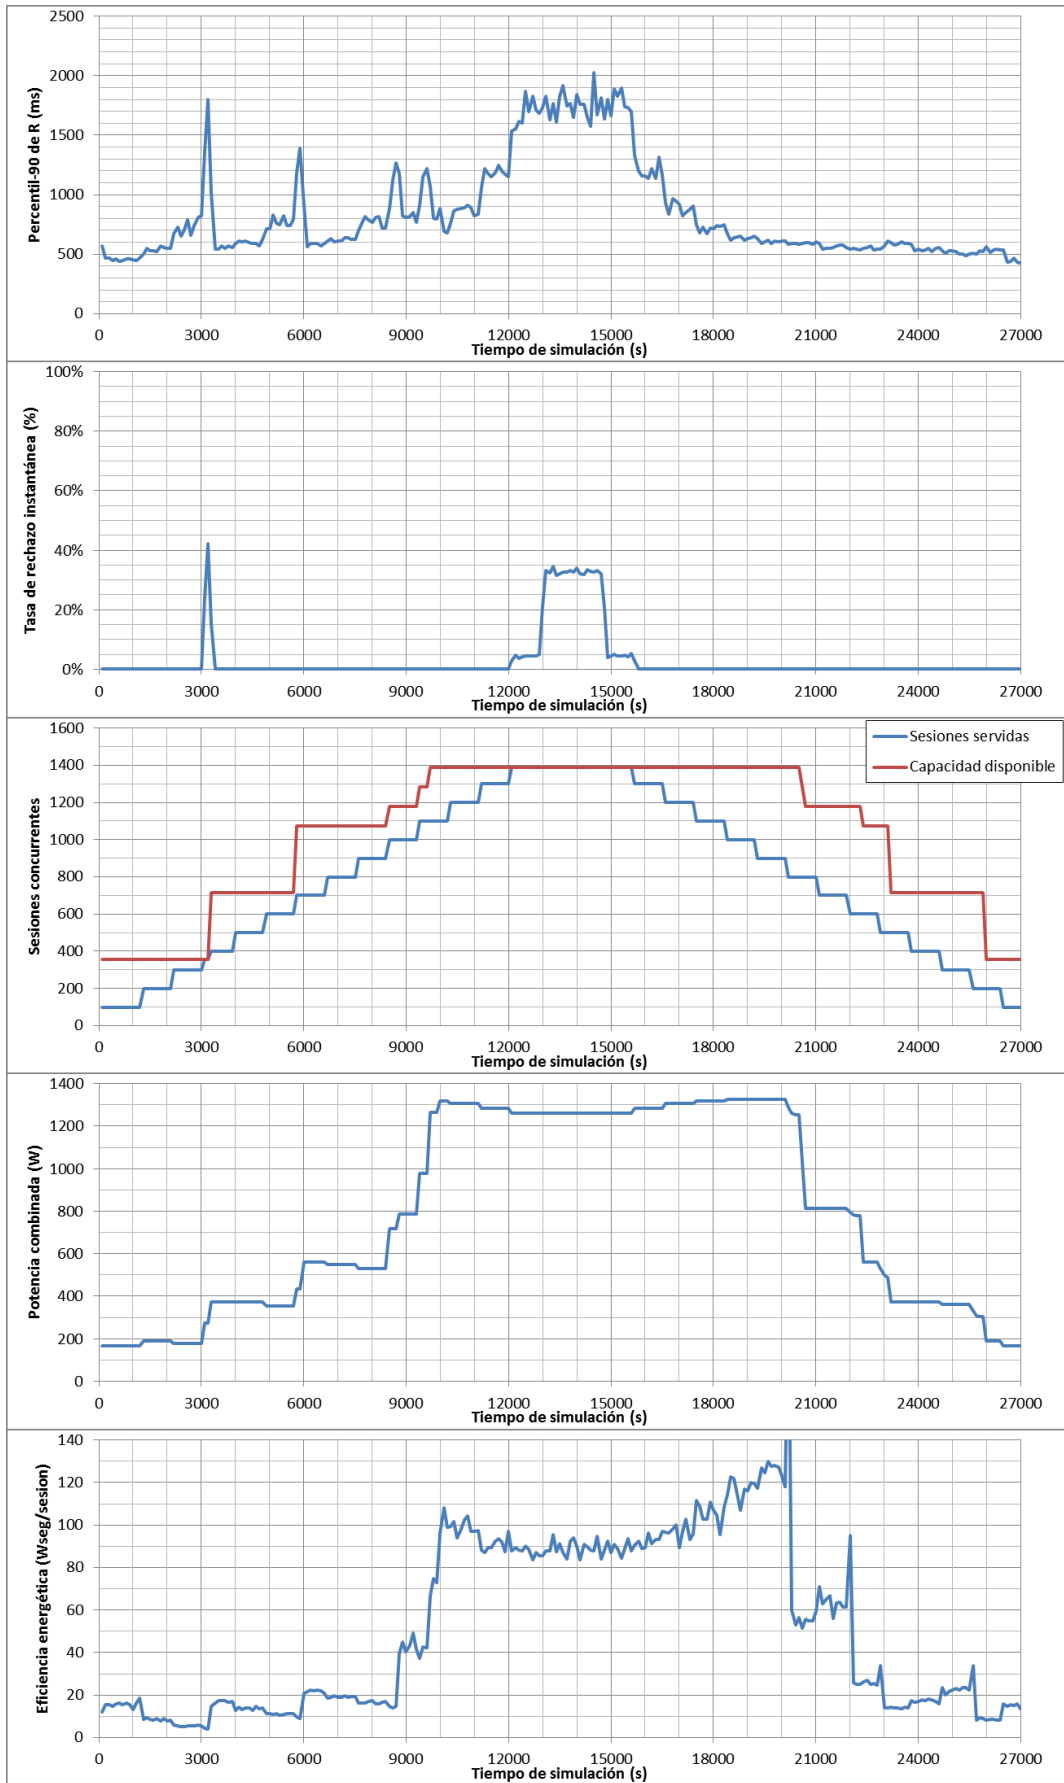 Percentil-90 de R (ms)
2500
2000
1500
1000
500
0
0 3000 6000 9000 12000 15000 18000 21000 24000 27000
Tiempo de simulación (s)
Tasa de rechazo instantánea (%)
100%
80%
60%
40%
20%
0%
0 3000 6000 9000 12000 15000 18000 21000 24000 27000
Tiempo de simulación (s)
Sesiones concurrentes
1600
1400
1200
1000
800
600
400
200
0
Sesiones servidas
Capacidad disponible
0 3000 6000 9000 12000 15000 18000 21000 24000 27000
Tiempo de simulación (s)
Potencia combinada (W)
1400
1200
1000
800
600
400
200
0
0 3000 6000 9000 12000 15000 18000 21000 24000 27000
Tiempo de simulación (s)
Eficiencia energética (Wseg/sesion)
140
120
100
80
60
40
20
0
0 3000 6000 9000 12000 15000 18000 21000 24000 27000
Tiempo de simulación (s)